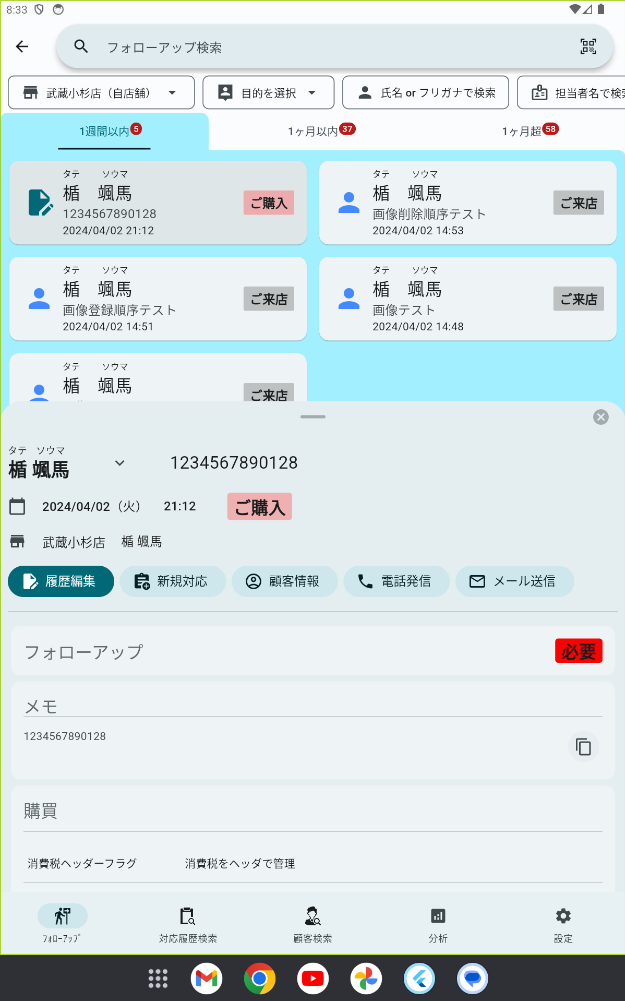 8:33
フォローアップ検索
武蔵小杉店（自店舗）
目的を選択
氏名 or フリガナで検索
担当者名で検索
1週間以内 5
1ヶ月以内 37
1ヶ月超 58
タテ ソウマ
楯 颯馬
1234567890128
2024/04/02 21:12
ご購入
タテ ソウマ
楯 颯馬
画像削除順序テスト
2024/04/02 14:53
ご来店
タテ ソウマ
楯 颯馬
画像登録順序テスト
2024/04/02 14:51
ご来店
タテ ソウマ
楯 颯馬
画像テスト
2024/04/02 14:48
ご来店
タテ ソウマ
楯 颯馬
ご来店
タテ ソウマ
楯 颯馬
1234567890128
2024/04/02（火） 21:12 ご購入
武蔵小杉店 楯 颯馬
履歴編集
新規対応
顧客情報
電話発信
メール送信
フォローアップ
必要
メモ
1234567890128
購買
消費税ヘッダーフラグ 消費税をヘッダで管理
ﾌｫﾛｰｱｯﾌﾟ
対応履歴検索
顧客検索
分析
設定